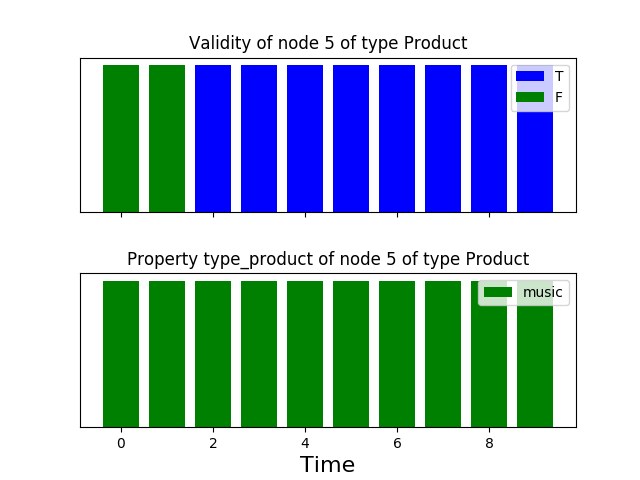 Validity of node 5 of type Product
T
F
Property type_product of node 5 of type Product
music
0 2 4 6 8
Time